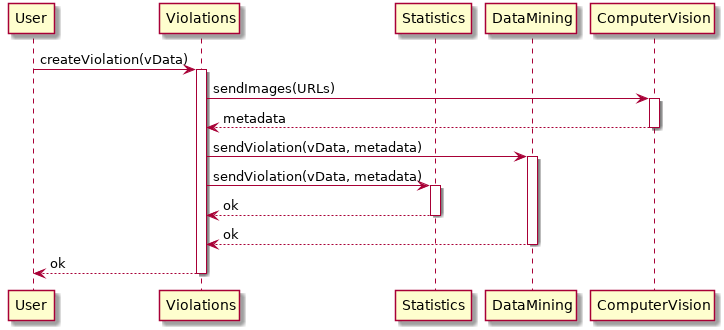 User Violations Statistics DataMining ComputerVision
createViolation(vData)
sendImages(URLs)
metadata
sendViolation(vData, metadata)
sendViolation(vData, metadata)
ok
ok
ok
User Violations Statistics DataMining ComputerVision